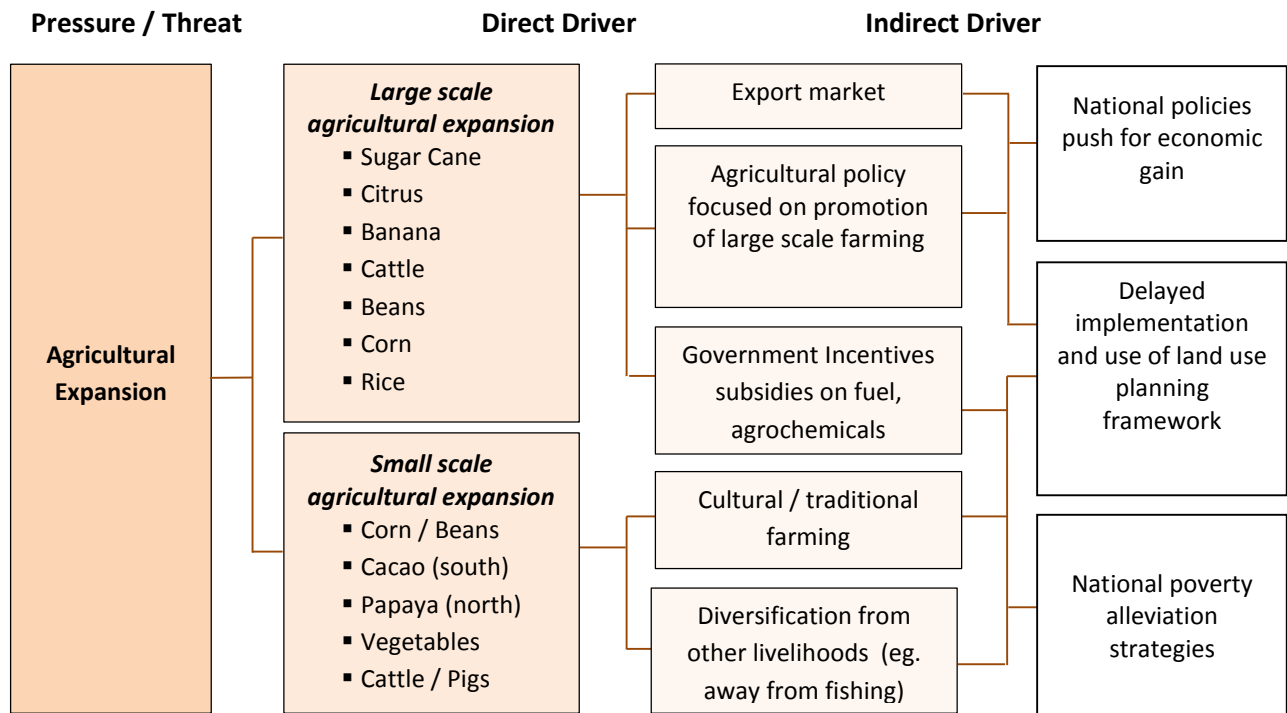 Pressure / Threat
Direct Driver
Indirect Driver
Agricultural
Expansion
Large scale
agricultural expansion
▪ Sugar Cane
▪ Citrus
▪ Banana
▪ Cattle
▪ Beans
▪ Corn
▪ Rice
Small scale
agricultural expansion
▪ Corn / Beans
▪ Cacao (south)
▪ Papaya (north)
▪ Vegetables
▪ Cattle / Pigs
Export market
Agricultural policy
focused on promotion
of large scale farming
Government Incentives
subsidies on fuel,
agrochemicals
Cultural / traditional
farming
Diversification from
other livelihoods (eg.
away from fishing)
National policies
push for economic
gain
Delayed
implementation
and use of land use
planning
framework
National poverty
alleviation
strategies